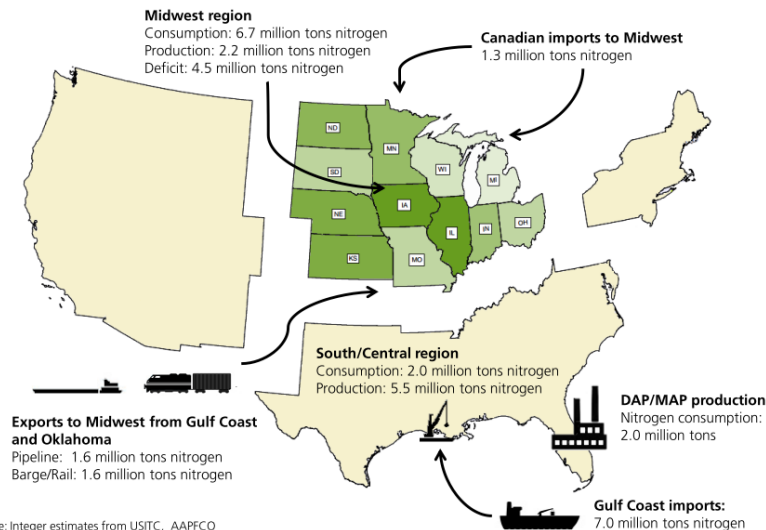 Midwest region
Consumption: 6.7 million tons nitrogen
Production: 2.2 million tons nitrogen
Deficit: 4.5 million tons nitrogen
Canadian imports to Midwest
1.3 million tons nitrogen
ND
MN
SD
WI
MI
NE
IA
IL
IN
OH
KS
MO
South/Central region
Consumption: 2.0 million tons nitrogen
Production: 5.5 million tons nitrogen
DAP/MAP production
Nitrogen consumption:
2.0 million tons
Exports to Midwest from Gulf Coast
and Oklahoma
Pipeline: 1.6 million tons nitrogen
Barge/Rail: 1.6 million tons nitrogen
Gulf Coast imports:
7.0 million tons nitrogen
e: Integer estimates from USITC, AAPFCO